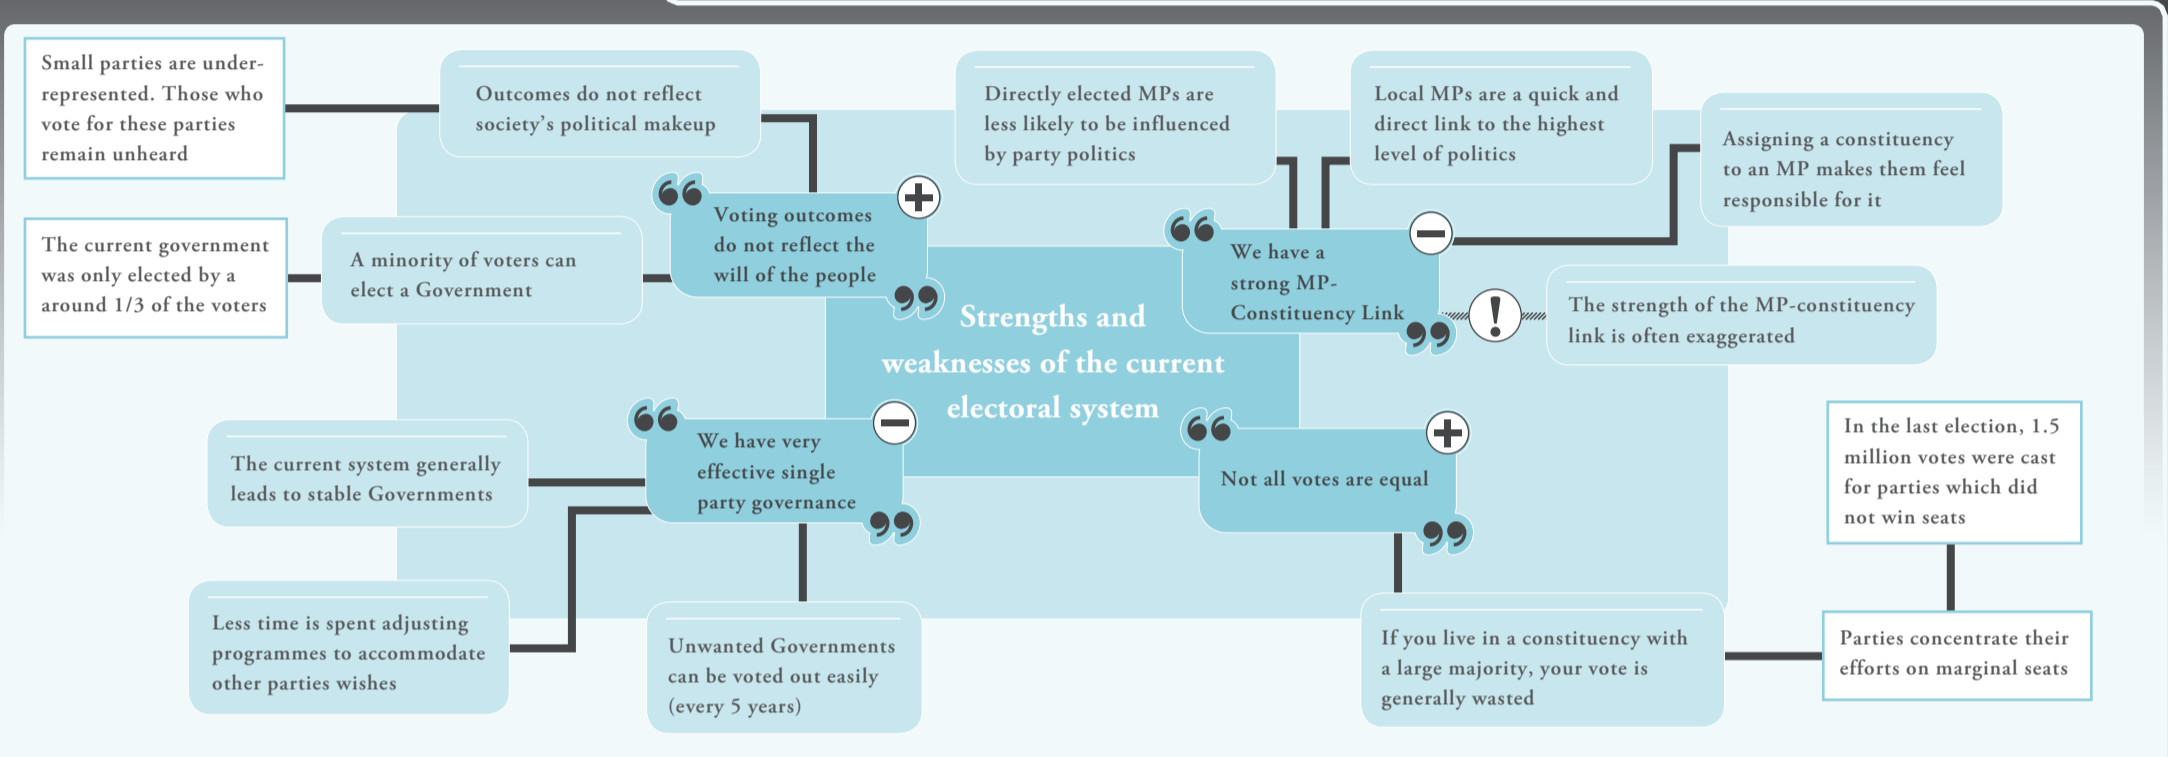 Small parties are under-
represented. Those who
vote for these parties
remain unheard
Outcomes do not reflect
society's political makeup
Directly elected MPs are
less likely to be influenced
by party politics
Local MPs are a quick and
direct link to the highest
level of politics
Assigning a constituency
to an MP makes them feel
responsible for it
The current government
was only elected by a
around 1/3 of the voters
A minority of voters can
elect a Government
“
Voting outcomes
do not reflect the
will of the people
”
+
“
We have a
strong MP-
Constituency Link
”
−
!
The strength of the MP-constituency
link is often exaggerated
Strengths and
weaknesses of the current
electoral system
The current system generally
leads to stable Governments
“
We have very
effective single
party governance
”
−
“
Not all votes are equal
”
+
In the last election, 1.5
million votes were cast
for parties which did
not win seats
Less time is spent adjusting
programmes to accommodate
other parties wishes
Unwanted Governments
can be voted out easily
(every 5 years)
If you live in a constituency with
a large majority, your vote is
generally wasted
Parties concentrate their
efforts on marginal seats